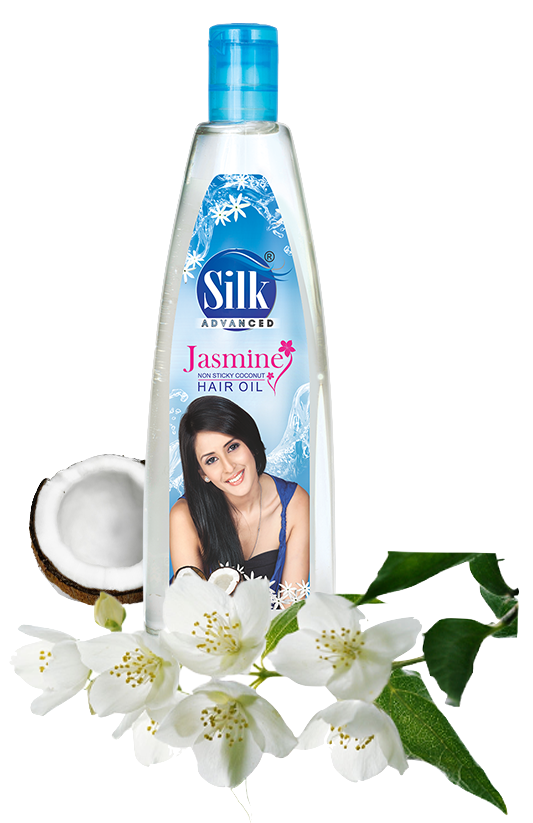 ®
Silk
ADVANCED
Jasmine
NON STICKY COCONUT
HAIR OIL